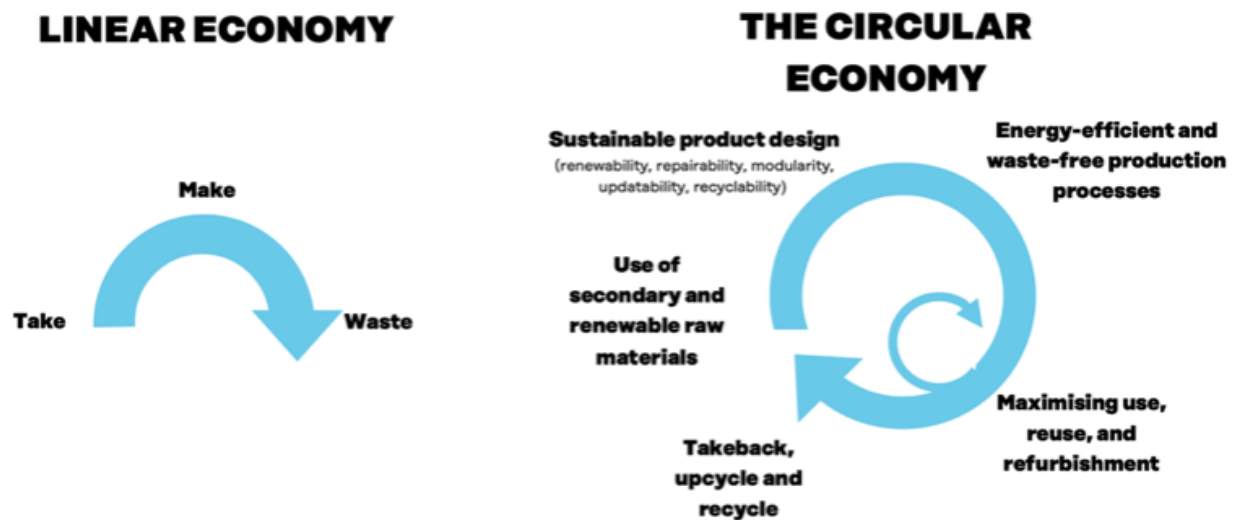 LINEAR ECONOMY
Make
Take
Waste
THE CIRCULAR
ECONOMY
Sustainable product design
(renewability, repairability, modularity,
updatability, recyclability)
Energy-efficient and
waste-free production
processes
Use of
secondary and
renewable raw
materials
Maximising use,
reuse, and
refurbishment
Takeback,
upcycle and
recycle